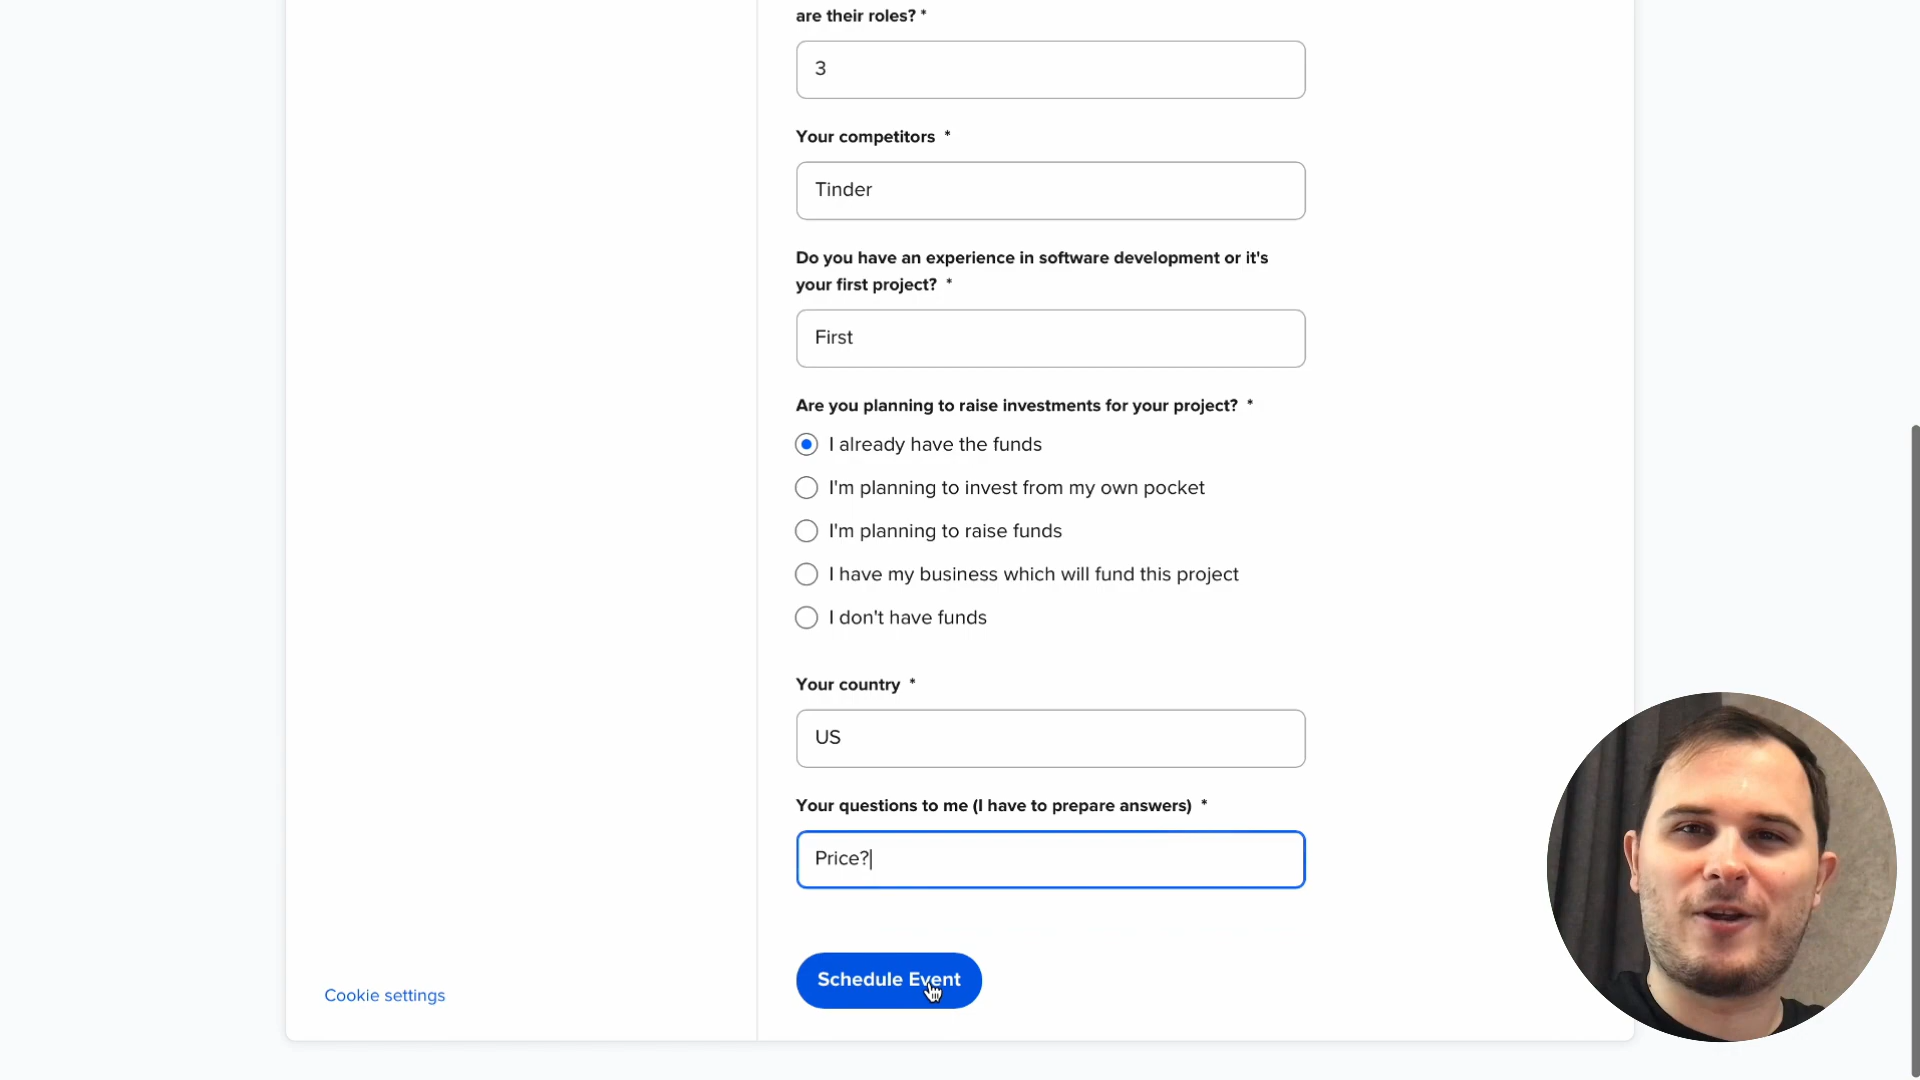 are their roles? *
3
Your competitors *
Tinder
Do you have an experience in software development or it's
your first project? *
First
Are you planning to raise investments for your project? *
I already have the funds
I'm planning to invest from my own pocket
I'm planning to raise funds
I have my business which will fund this project
I don't have funds
Your country *
US
Your questions to me (I have to prepare answers) *
Price?
Schedule Event
Cookie settings